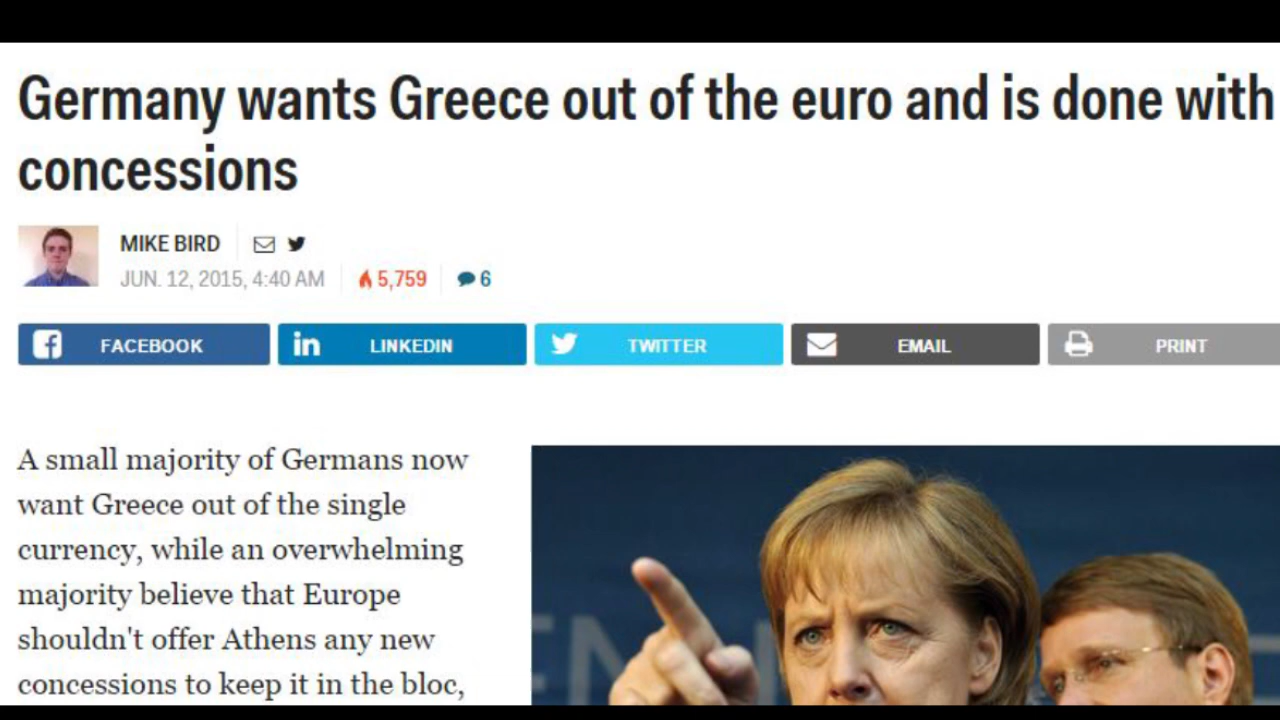 Germany wants Greece out of the euro and is done with
concessions
MIKE BIRD
JUN. 12, 2015, 4:40 AM 5,759 6
FACEBOOK LINKEDIN TWITTER EMAIL PRINT
A small majority of Germans now
want Greece out of the single
currency, while an overwhelming
majority believe that Europe
shouldn't offer Athens any new
concessions to keep it in the bloc,